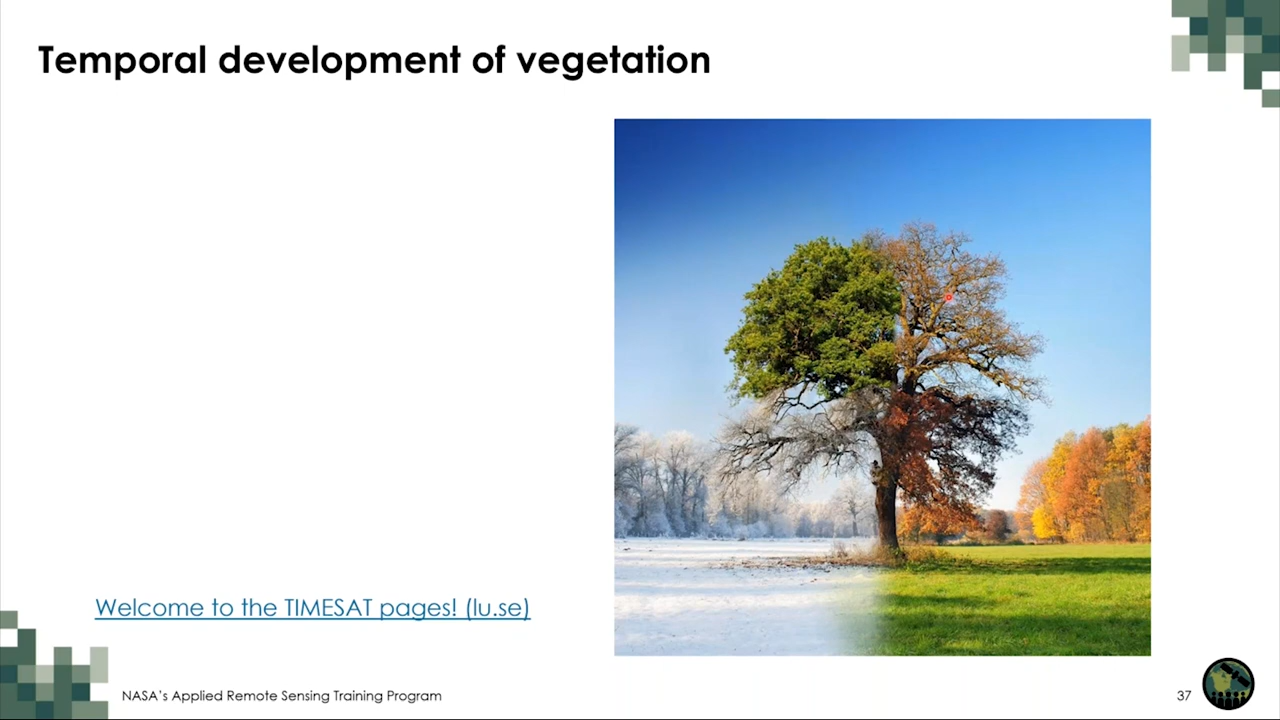 Temporal development of vegetation
Welcome to the TIMESAT pages! (lu.se)
NASA's Applied Remote Sensing Training Program
37